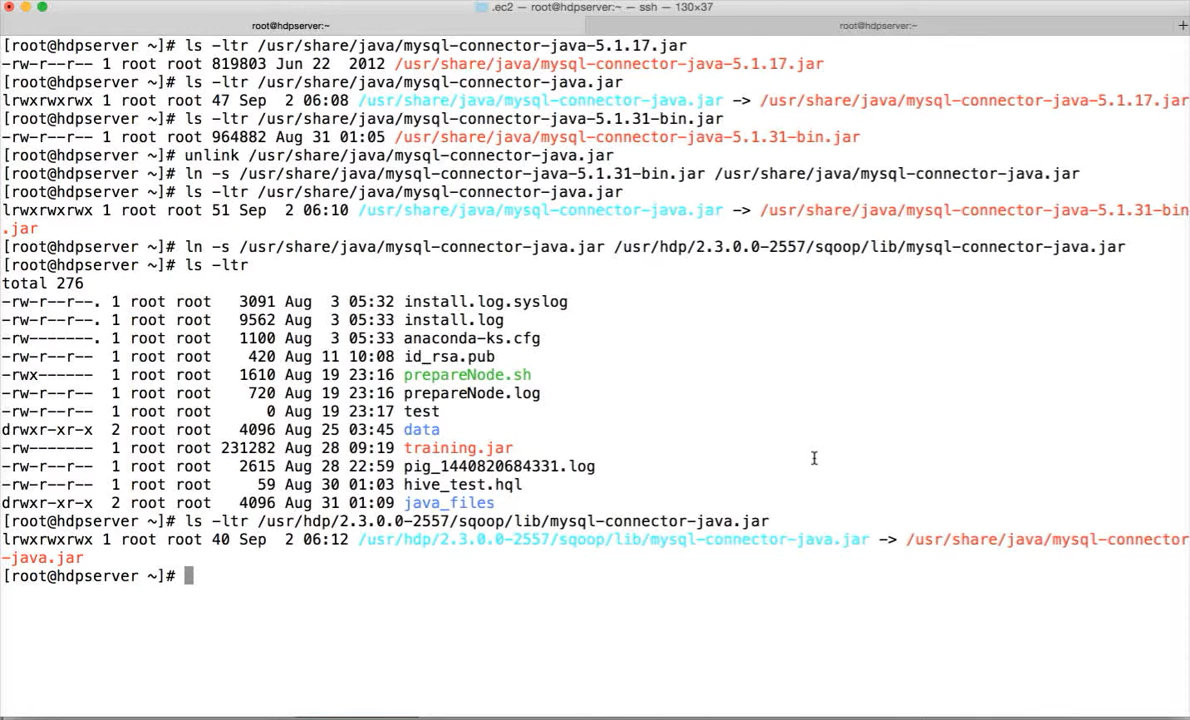 .ec2 — root@hdpserver:~ — ssh — 130×37
root@hdpserver:~ root@hdpserver:~ +
[root@hdpserver ~]# ls -ltr /usr/share/java/mysql-connector-java-5.1.17.jar
-rw-r--r-- 1 root root 819803 Jun 22  2012 /usr/share/java/mysql-connector-java-5.1.17.jar
[root@hdpserver ~]# ls -ltr /usr/share/java/mysql-connector-java.jar
lrwxrwxrwx 1 root root 47 Sep  2 06:08 /usr/share/java/mysql-connector-java.jar -> /usr/share/java/mysql-connector-java-5.1.17.jar
[root@hdpserver ~]# ls -ltr /usr/share/java/mysql-connector-java-5.1.31-bin.jar
-rw-r--r-- 1 root root 964882 Aug 31 01:05 /usr/share/java/mysql-connector-java-5.1.31-bin.jar
[root@hdpserver ~]# unlink /usr/share/java/mysql-connector-java.jar
[root@hdpserver ~]# ln -s /usr/share/java/mysql-connector-java-5.1.31-bin.jar /usr/share/java/mysql-connector-java.jar
[root@hdpserver ~]# ls -ltr /usr/share/java/mysql-connector-java.jar
lrwxrwxrwx 1 root root 51 Sep  2 06:10 /usr/share/java/mysql-connector-java.jar -> /usr/share/java/mysql-connector-java-5.1.31-bin
.jar
[root@hdpserver ~]# ln -s /usr/share/java/mysql-connector-java.jar /usr/hdp/2.3.0.0-2557/sqoop/lib/mysql-connector-java.jar
[root@hdpserver ~]# ls -ltr
total 276
-rw-r--r--. 1 root root   3091 Aug  3 05:32 install.log.syslog
-rw-r--r--. 1 root root   9562 Aug  3 05:33 install.log
-rw-------. 1 root root   1100 Aug  3 05:33 anaconda-ks.cfg
-rw-r--r--  1 root root    420 Aug 11 10:08 id_rsa.pub
-rwx------  1 root root   1610 Aug 19 23:16 prepareNode.sh
-rw-r--r--  1 root root    720 Aug 19 23:16 prepareNode.log
-rw-r--r--  1 root root      0 Aug 19 23:17 test
drwxr-xr-x  2 root root   4096 Aug 25 03:45 data
-rw-------  1 root root 231282 Aug 28 09:19 training.jar
-rw-r--r--  1 root root   2615 Aug 28 22:59 pig_1440820684331.log
-rw-r--r--  1 root root     59 Aug 30 01:03 hive_test.hql
drwxr-xr-x  2 root root   4096 Aug 31 01:09 java_files
[root@hdpserver ~]# ls -ltr /usr/hdp/2.3.0.0-2557/sqoop/lib/mysql-connector-java.jar
lrwxrwxrwx 1 root root 40 Sep  2 06:12 /usr/hdp/2.3.0.0-2557/sqoop/lib/mysql-connector-java.jar -> /usr/share/java/mysql-connector
-java.jar
[root@hdpserver ~]#